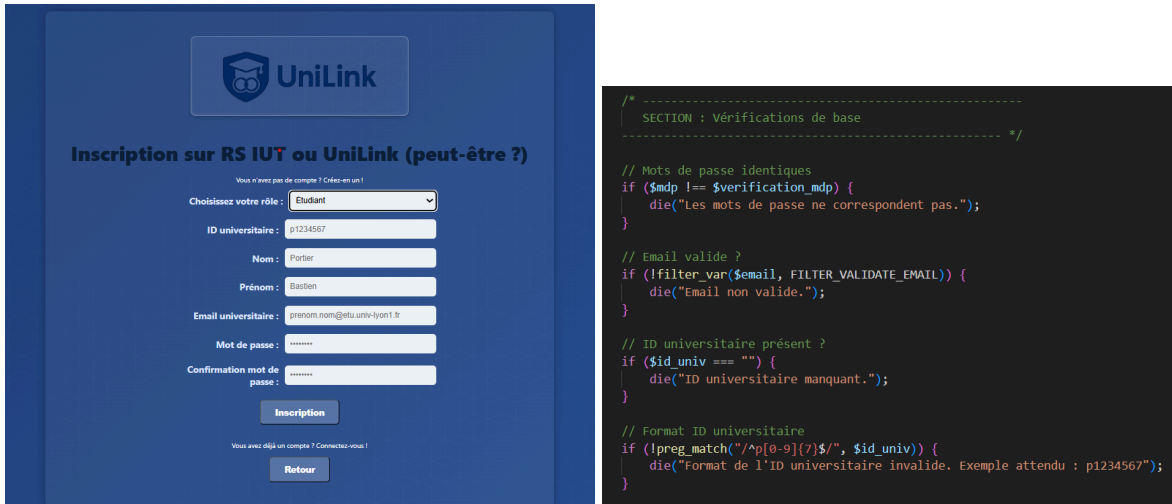 UniLink
Inscription sur RS IUT ou UniLink (peut-être ?)
Vous n'avez pas de compte ? Créez-en un !
Choisissez votre rôle : Étudiant
ID universitaire : p1234567
Nom : Portier
Prénom : Bastien
Email universitaire : prenom.nom@etu.univ-lyon1.fr
Mot de passe : ••••••••
Confirmation mot de
passe : ••••••••
Inscription
Vous avez déjà un compte ? Connectez-vous !
Retour
/* ------------------------------------------------------
SECTION : Vérifications de base
------------------------------------------------------ */
// Mots de passe identiques
if ($mdp !== $verification_mdp) {
die("Les mots de passe ne correspondent pas.");
}
// Email valide ?
if (!filter_var($email, FILTER_VALIDATE_EMAIL)) {
die("Email non valide.");
}
// ID universitaire présent ?
if ($id_univ === "") {
die("ID universitaire manquant.");
}
// Format ID universitaire
if (!preg_match("/^p[0-9]{7}$/", $id_univ)) {
die("Format de l'ID universitaire invalide. Exemple attendu : p1234567");
}